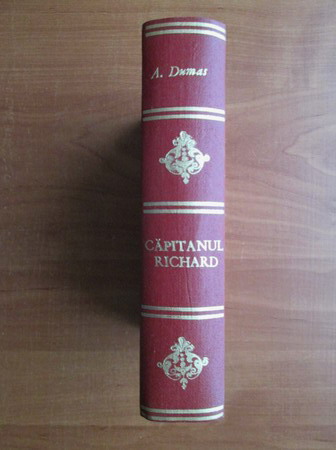 A. Dumas
CĂPITANUL
RICHARD